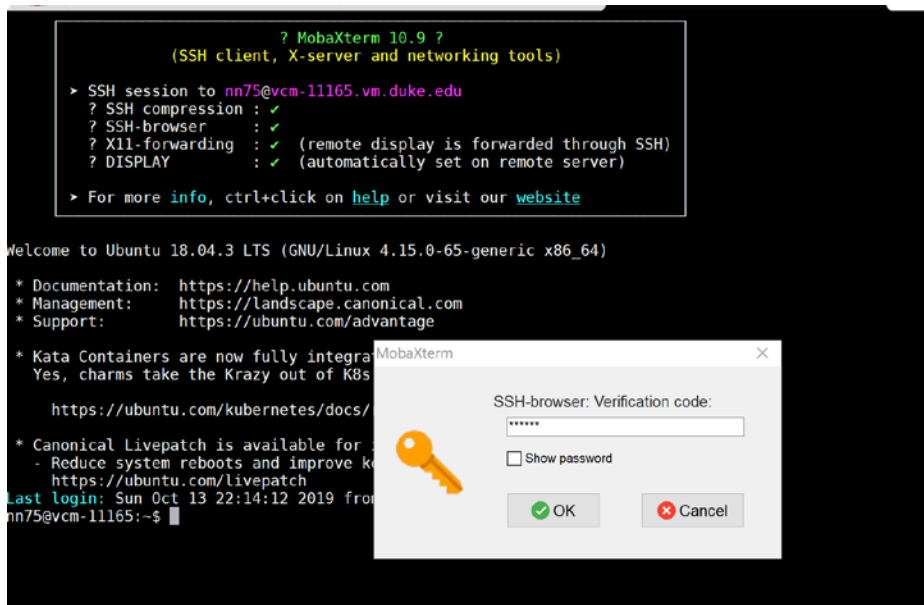 ? MobaXterm 10.9 ?
(SSH client, X-server and networking tools)
➤ SSH session to nn75@vcm-11165.vm.duke.edu
? SSH compression : ✔
? SSH-browser : ✔
? X11-forwarding : ✔ (remote display is forwarded through SSH)
? DISPLAY : ✔ (automatically set on remote server)
➤ For more info, ctrl+click on help or visit our website
Welcome to Ubuntu 18.04.3 LTS (GNU/Linux 4.15.0-65-generic x86_64)
* Documentation: https://help.ubuntu.com
* Management: https://landscape.canonical.com
* Support: https://ubuntu.com/advantage
* Kata Containers are now fully integra
Yes, charms take the Krazy out of K8s
https://ubuntu.com/kubernetes/docs/
* Canonical Livepatch is available for
- Reduce system reboots and improve k
https://ubuntu.com/livepatch
Last login: Sun Oct 13 22:14:12 2019 fro
nn75@vcm-11165:~$
MobaXterm
SSH-browser: Verification code:
******
Show password
OK
Cancel